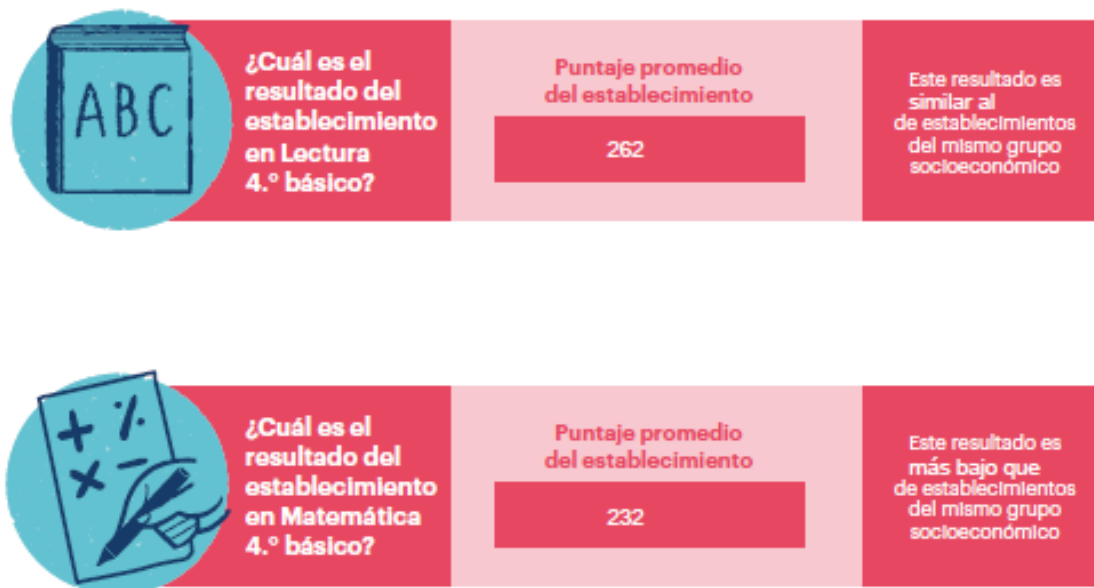 ABC
¿Cuál es el
resultado del
establecimiento
en Lectura
4.º básico?
Puntaje promedio
del establecimiento
262
Este resultado es
similar al
de establecimientos
del mismo grupo
socioeconómico
+ %
× -
¿Cuál es el
resultado del
establecimiento
en Matemática
4.º básico?
Puntaje promedio
del establecimiento
232
Este resultado es
más bajo que
de establecimientos
del mismo grupo
socioeconómico